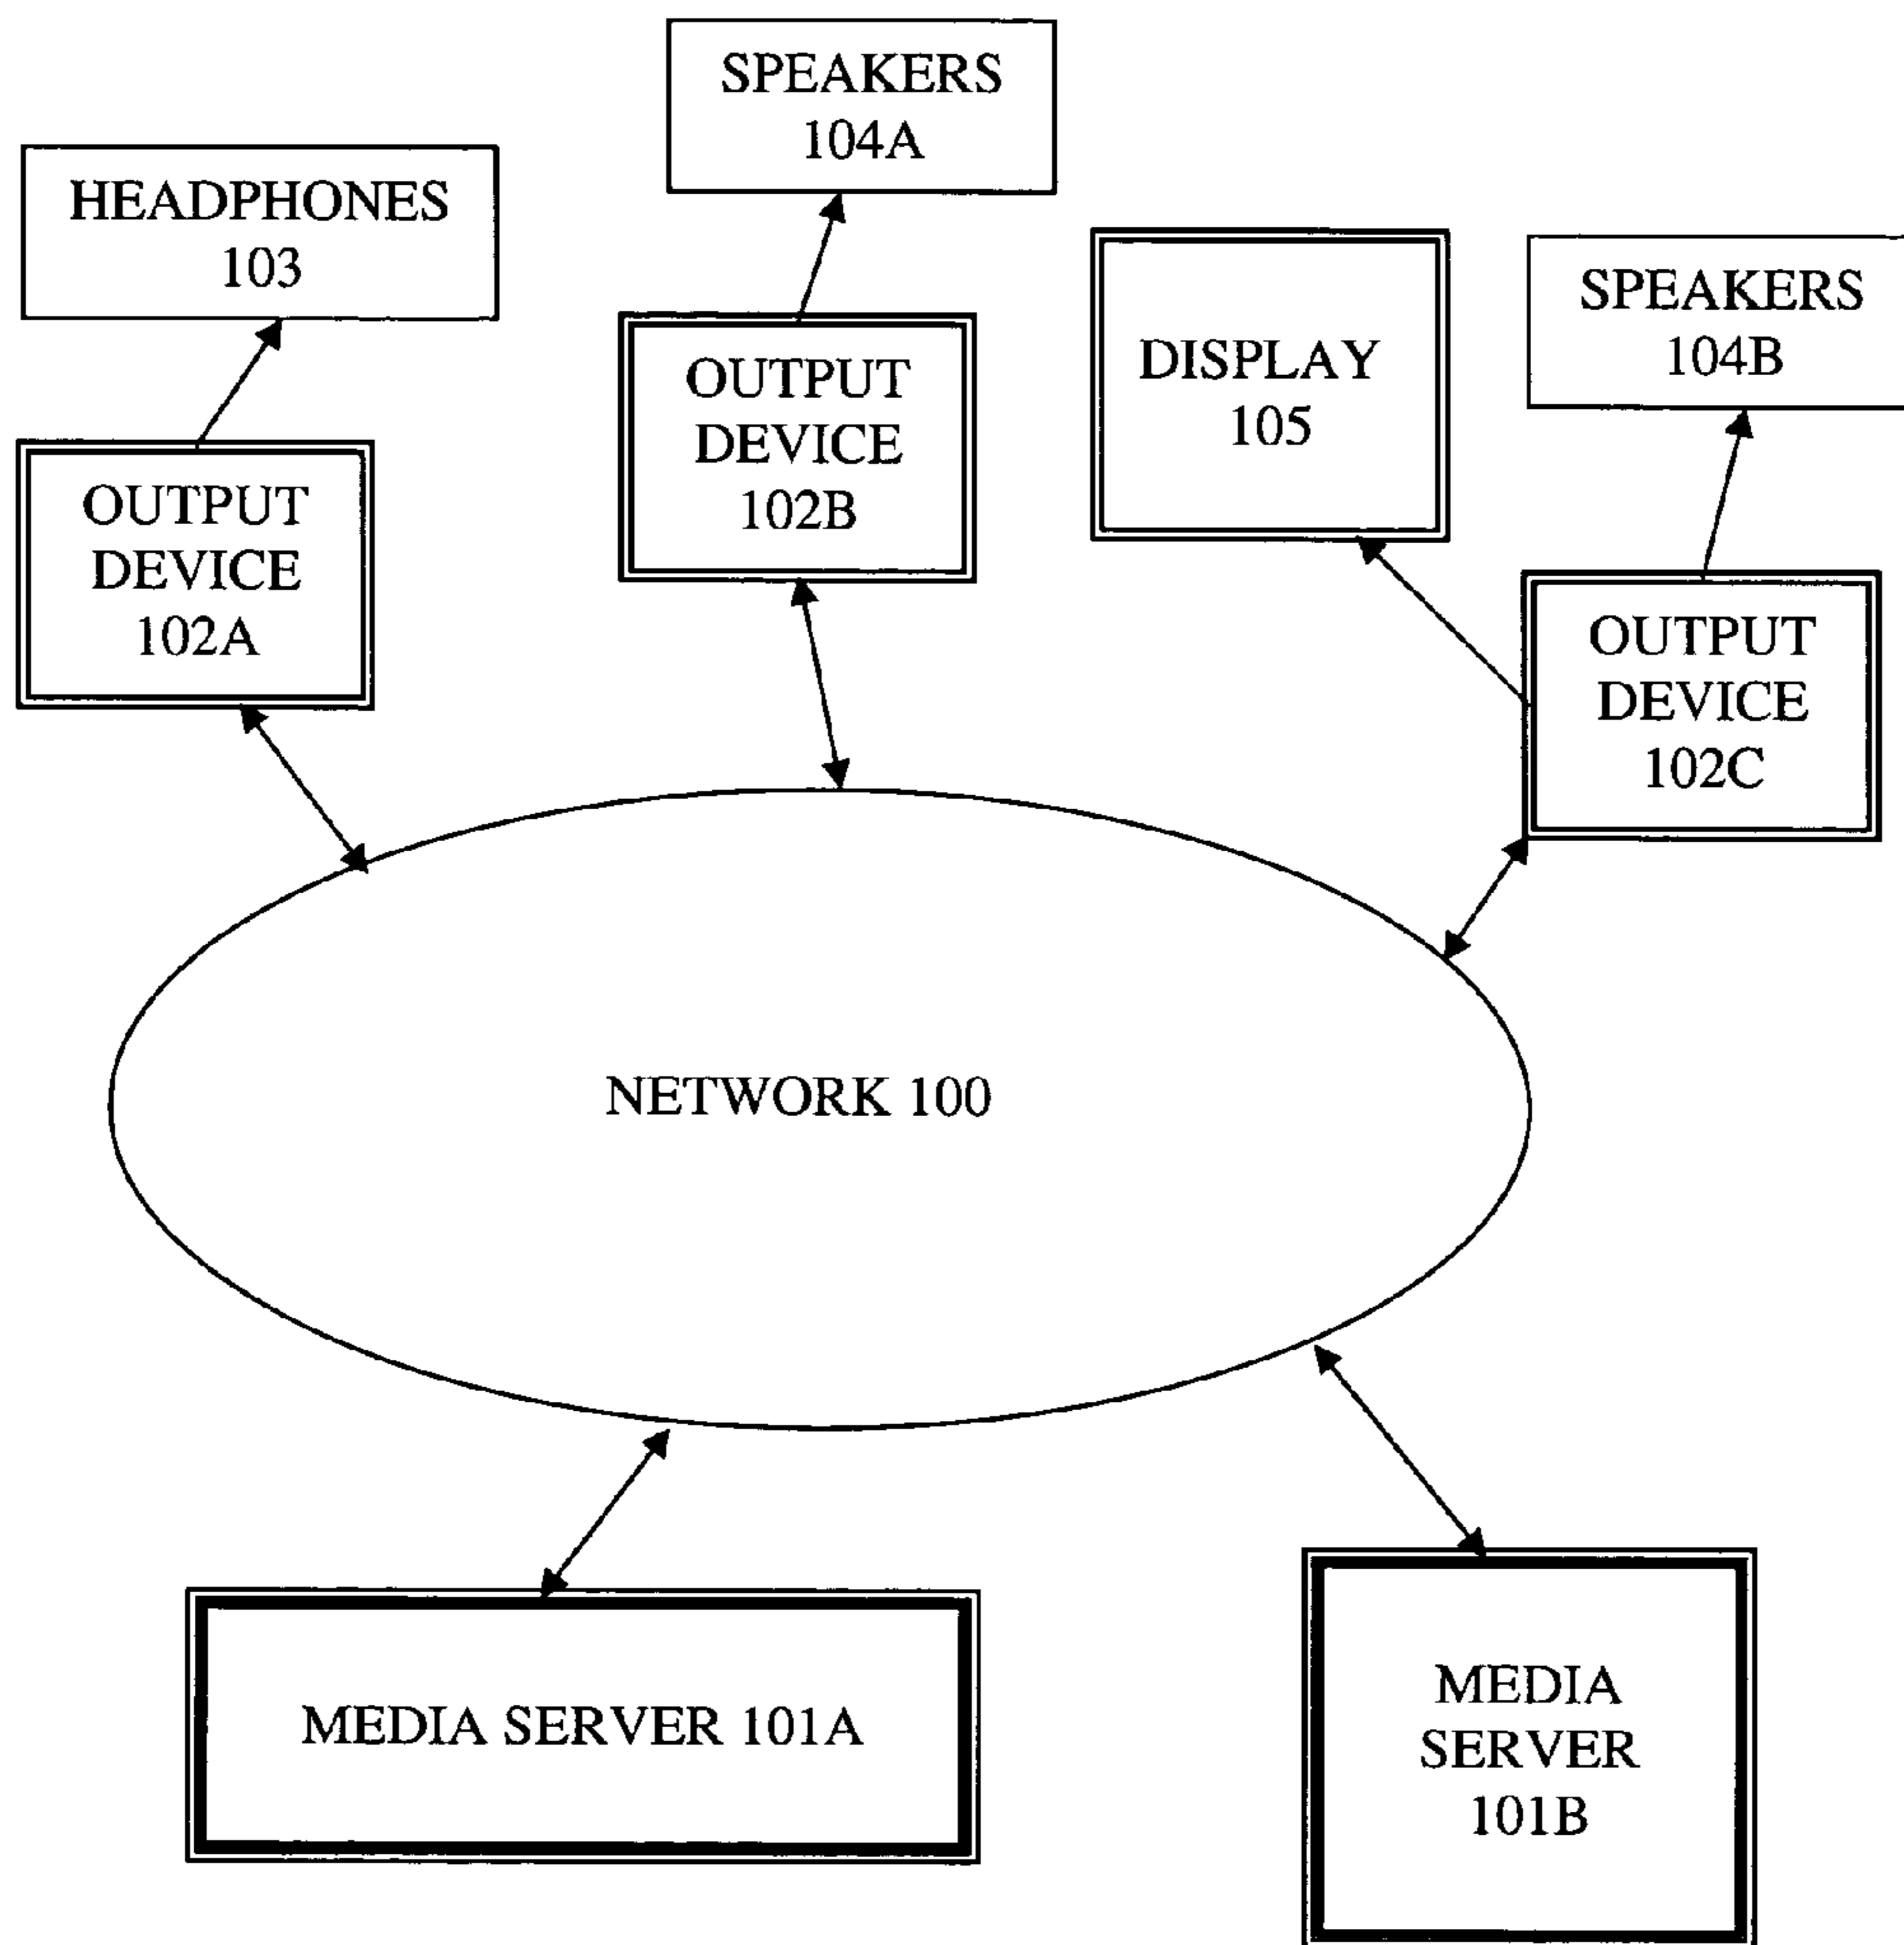 SPEAKERS
104A
HEADPHONES
103
SPEAKERS
104B
DISPLAY
105
OUTPUT
DEVICE
102B
OUTPUT
DEVICE
102A
OUTPUT
DEVICE
102C
NETWORK 100
MEDIA SERVER 101A
MEDIA
SERVER
101B